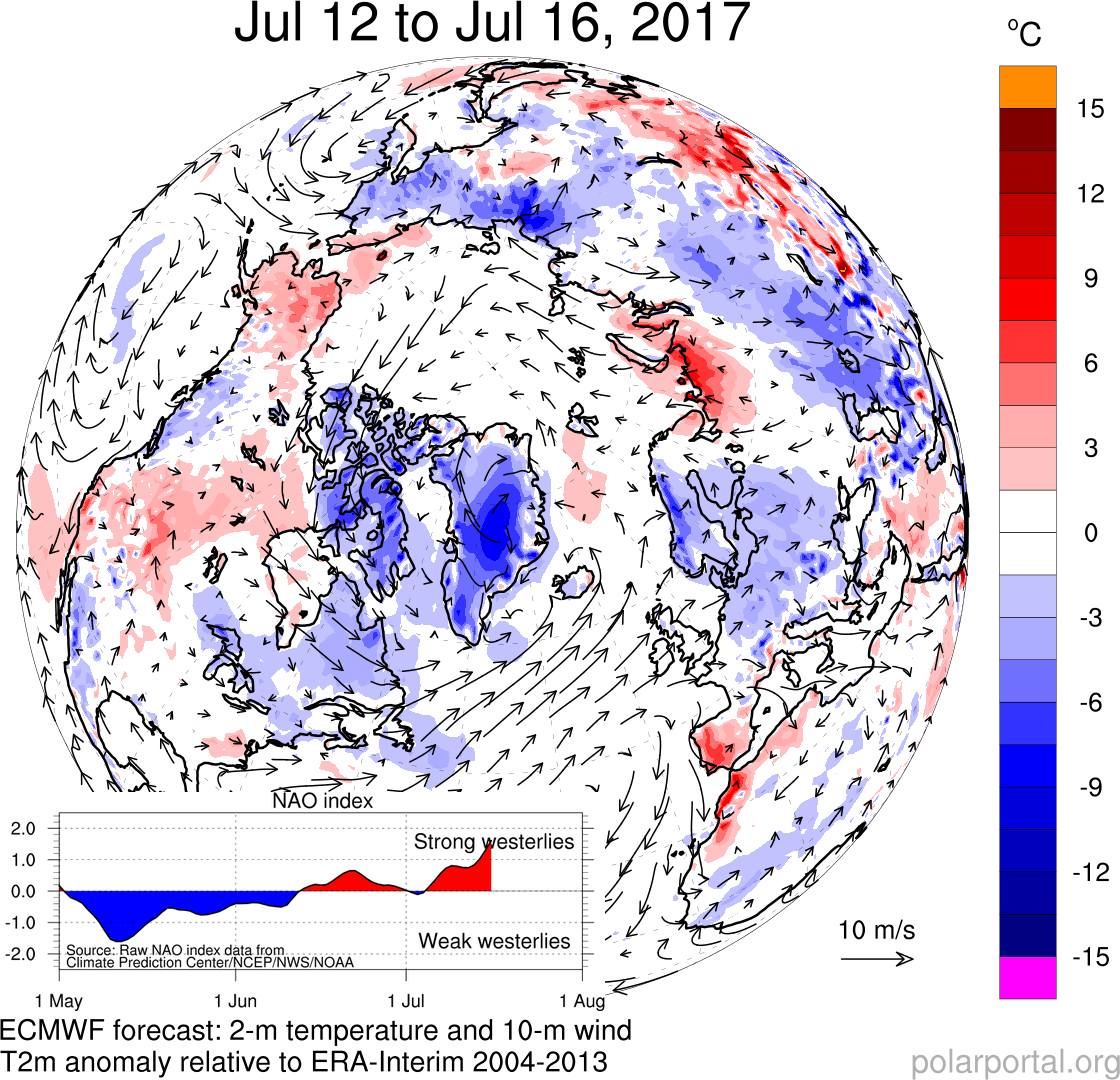 Jul 12 to Jul 16, 2017
oC
15
12
9
6
3
0
-3
-6
-9
-12
-15
10 m/s
NAO index
2.0
1.0
0.0
-1.0
-2.0
Strong westerlies
Weak westerlies
Source: Raw NAO index data from
Climate Prediction Center/NCEP/NWS/NOAA
1 May
1 Jun
1 Jul
1 Aug
ECMWF forecast: 2-m temperature and 10-m wind
T2m anomaly relative to ERA-Interim 2004-2013
polarportal.org